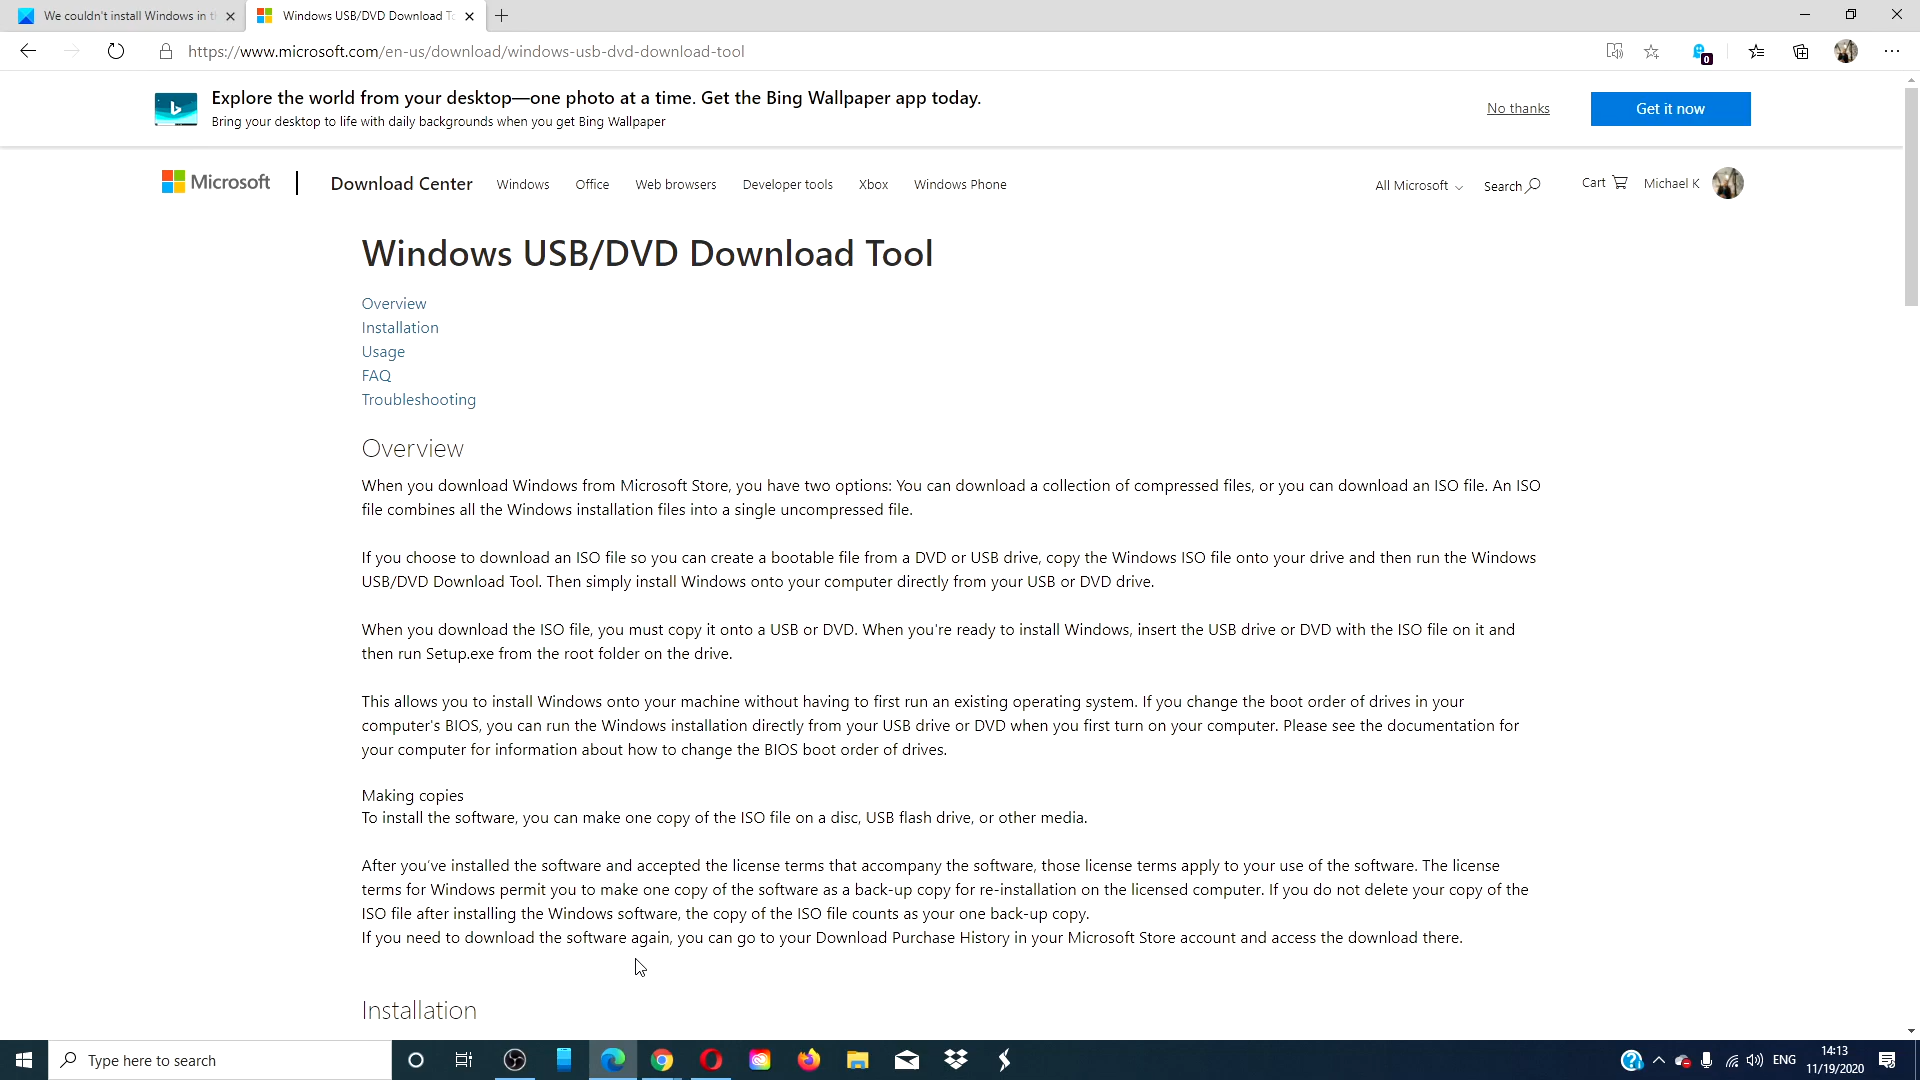 We couldn't install Windows in t
Windows USB/DVD Download To
https://www.microsoft.com/en-us/download/windows-usb-dvd-download-tool
0
Explore the world from your desktop—one photo at a time. Get the Bing Wallpaper app today.
Bring your desktop to life with daily backgrounds when you get Bing Wallpaper
No thanks
Get it now
Microsoft
Download Center
Windows
Office
Web browsers
Developer tools
Xbox
Windows Phone
All Microsoft
Search
Cart
Michael K
Windows USB/DVD Download Tool
Overview
Installation
Usage
FAQ
Troubleshooting
Overview
When you download Windows from Microsoft Store, you have two options: You can download a collection of compressed files, or you can download an ISO file. An ISO
file combines all the Windows installation files into a single uncompressed file.
If you choose to download an ISO file so you can create a bootable file from a DVD or USB drive, copy the Windows ISO file onto your drive and then run the Windows
USB/DVD Download Tool. Then simply install Windows onto your computer directly from your USB or DVD drive.
When you download the ISO file, you must copy it onto a USB or DVD. When you're ready to install Windows, insert the USB drive or DVD with the ISO file on it and
then run Setup.exe from the root folder on the drive.
This allows you to install Windows onto your machine without having to first run an existing operating system. If you change the boot order of drives in your
computer's BIOS, you can run the Windows installation directly from your USB drive or DVD when you first turn on your computer. Please see the documentation for
your computer for information about how to change the BIOS boot order of drives.
Making copies
To install the software, you can make one copy of the ISO file on a disc, USB flash drive, or other media.
After you've installed the software and accepted the license terms that accompany the software, those license terms apply to your use of the software. The license
terms for Windows permit you to make one copy of the software as a back-up copy for re-installation on the licensed computer. If you do not delete your copy of the
ISO file after installing the Windows software, the copy of the ISO file counts as your one back-up copy.
If you need to download the software again, you can go to your Download Purchase History in your Microsoft Store account and access the download there.
Installation
Type here to search
ENG
14:13
11/19/2020